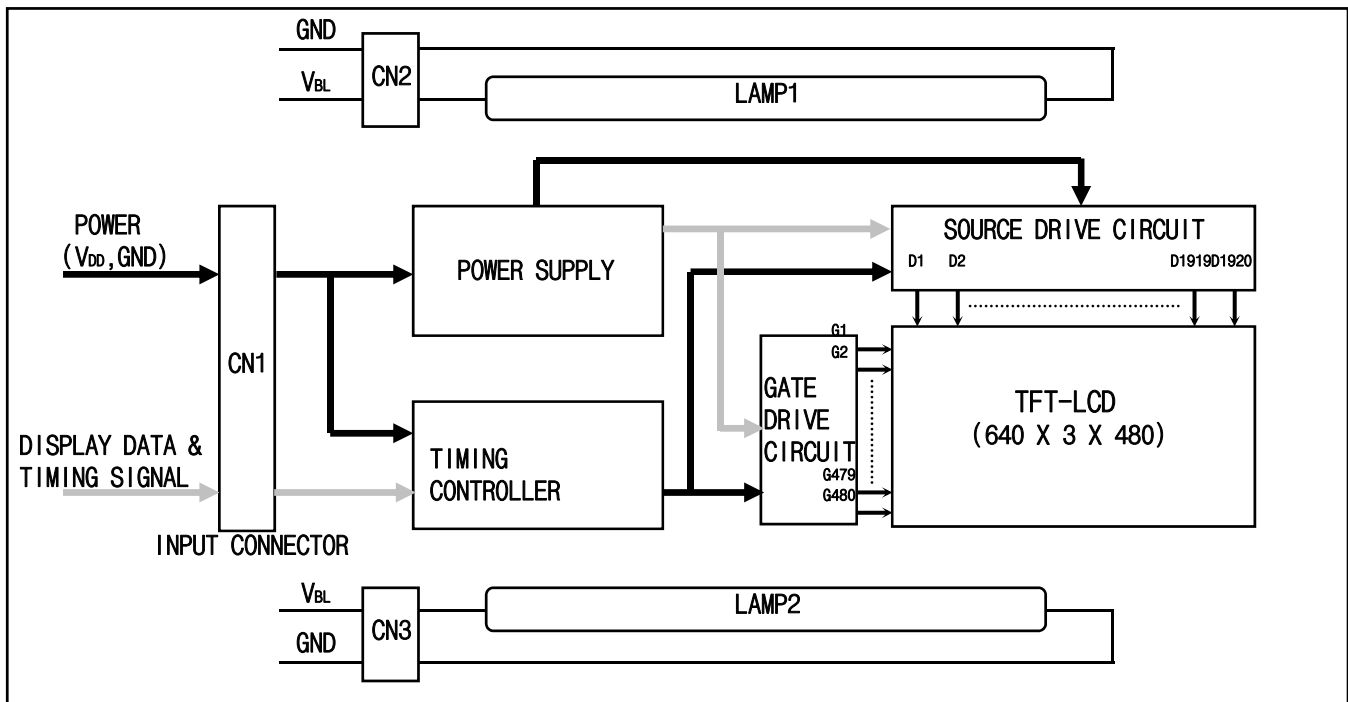 GND
VBL
CN2
LAMP1
POWER
(VDD,GND)
CN1
POWER SUPPLY
SOURCE DRIVE CIRCUIT
D1 D2 D1919D1920
G1
G2
GATE
DRIVE
CIRCUIT
G479
G480
TFT-LCD
(640 X 3 X 480)
DISPLAY DATA &
TIMING SIGNAL
TIMING
CONTROLLER
INPUT CONNECTOR
VBL
GND
CN3
LAMP2